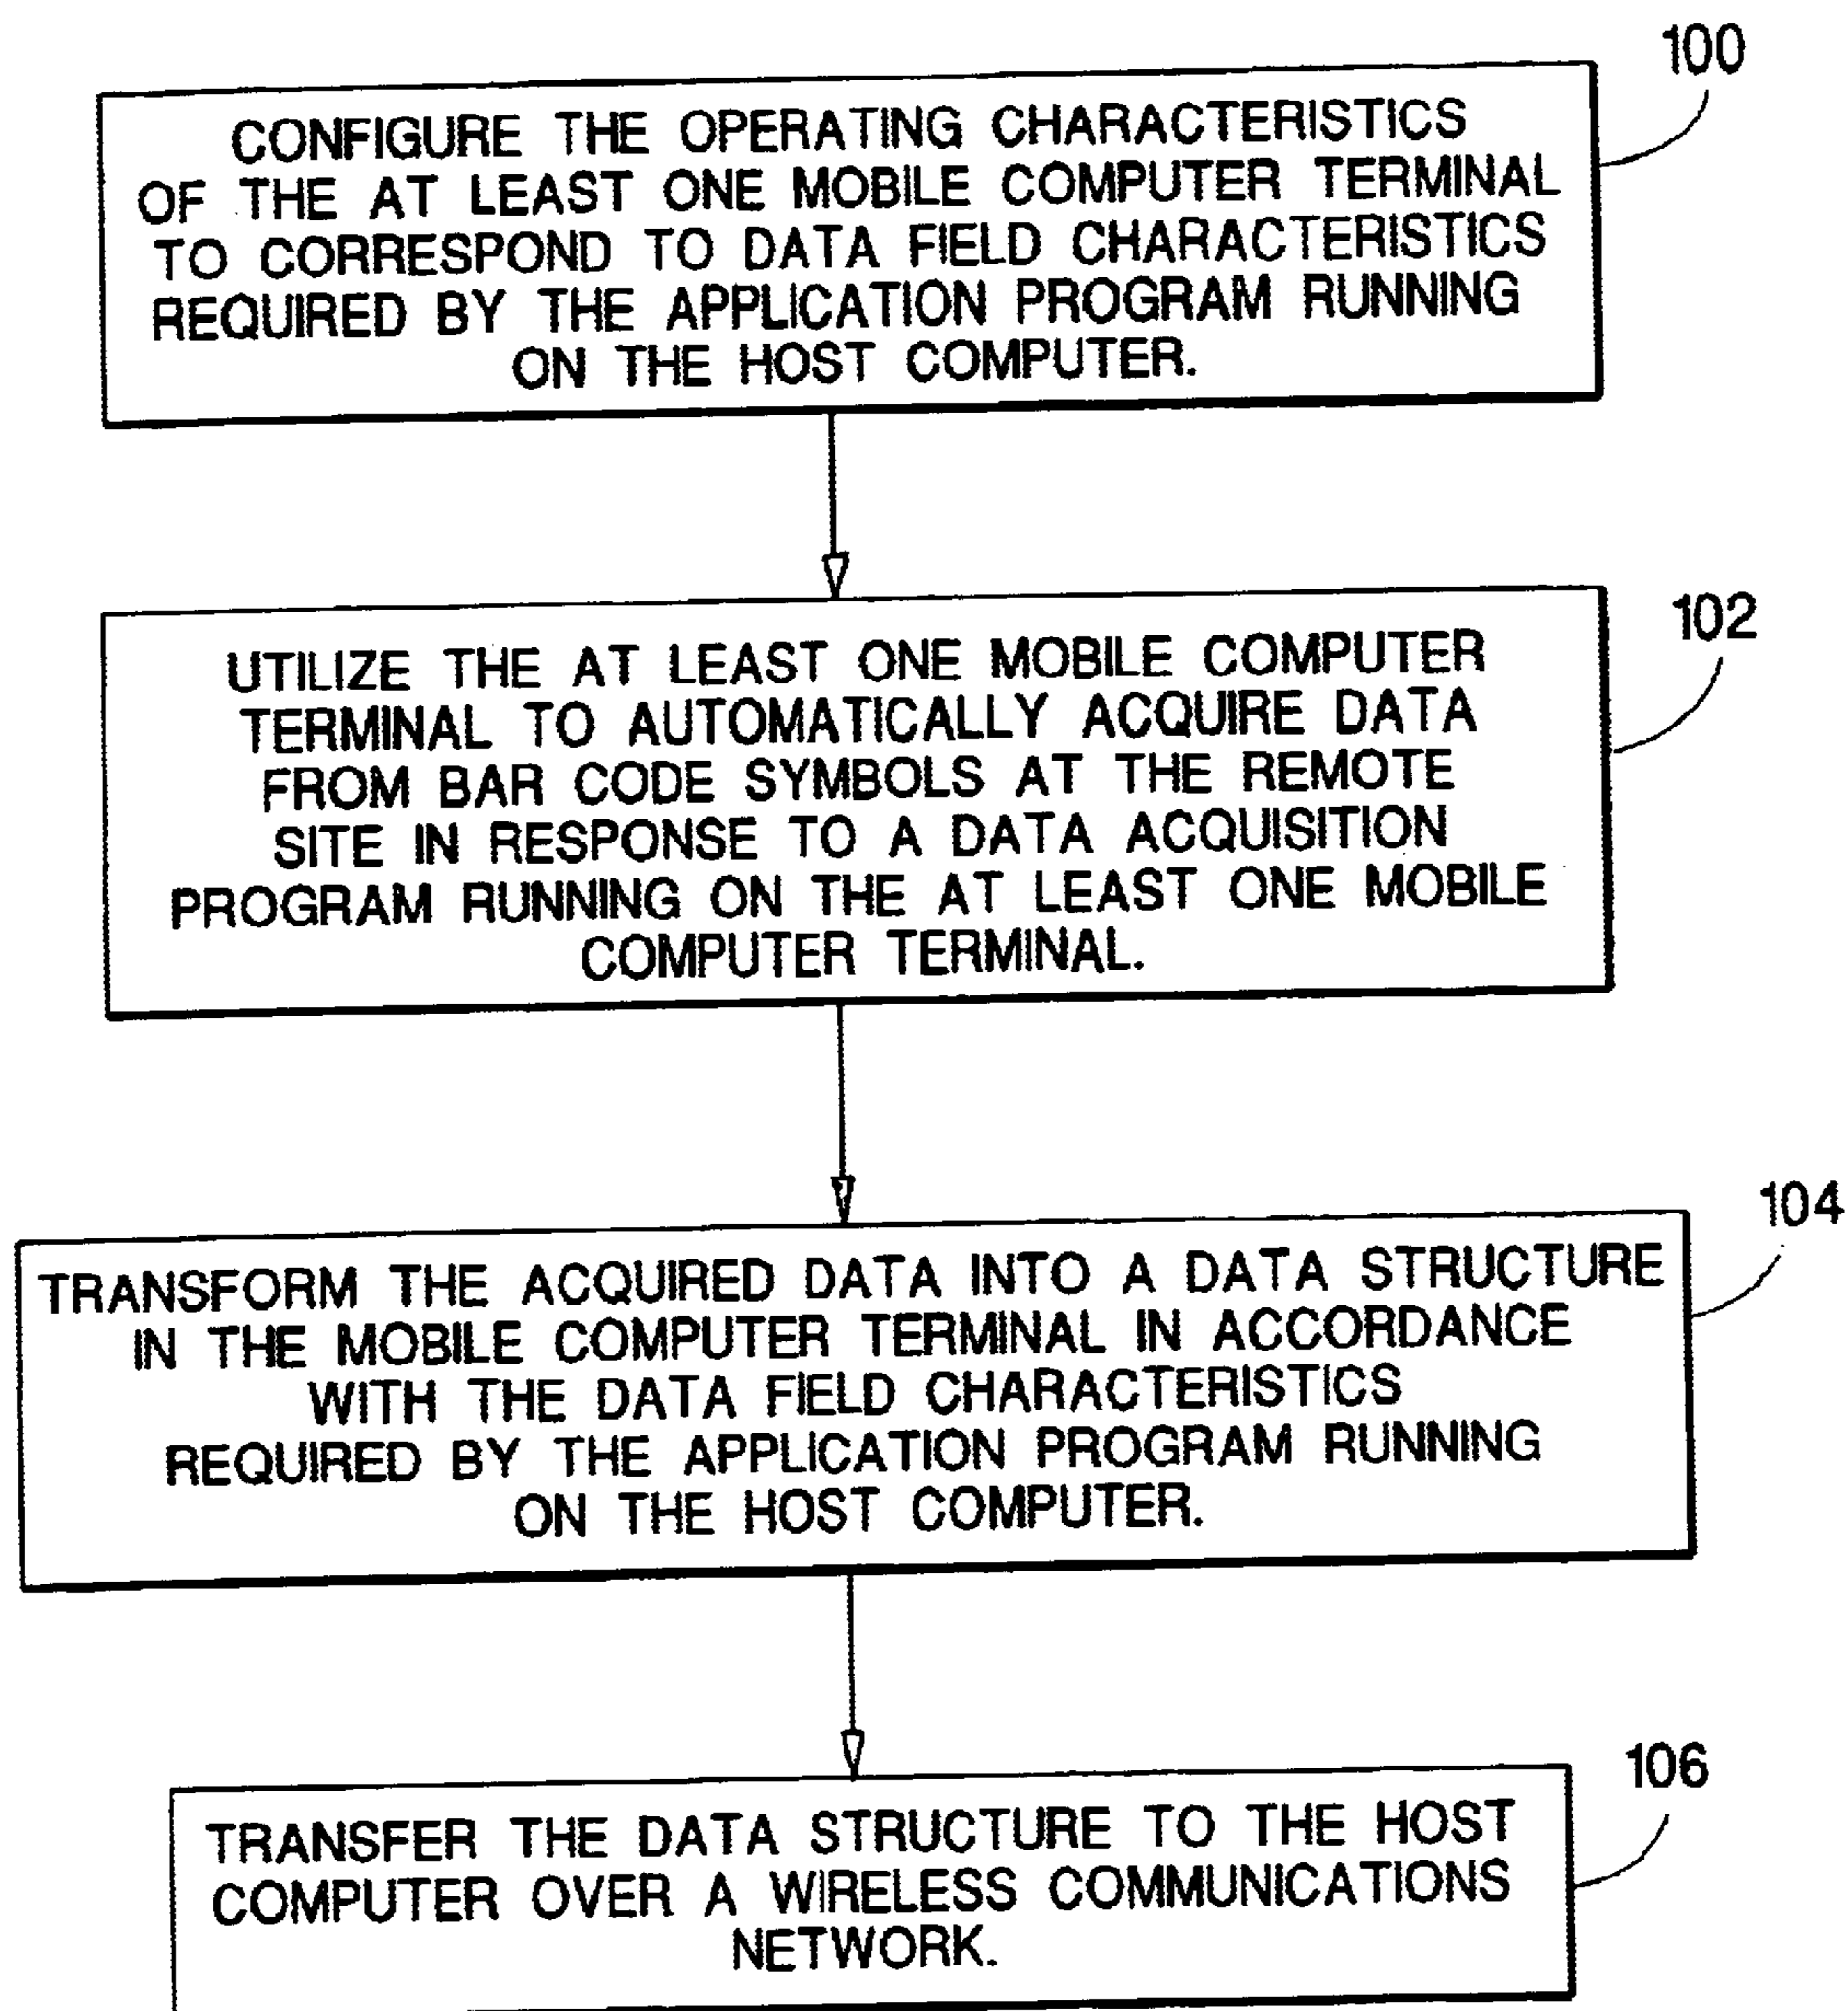 100
CONFIGURE THE OPERATING CHARACTERISTICS
OF THE AT LEAST ONE MOBILE COMPUTER TERMINAL
TO CORRESPOND TO DATA FIELD CHARACTERISTICS
REQUIRED BY THE APPLICATION PROGRAM RUNNING
ON THE HOST COMPUTER.
102
UTILIZE THE AT LEAST ONE MOBILE COMPUTER
TERMINAL TO AUTOMATICALLY ACQUIRE DATA
FROM BAR CODE SYMBOLS AT THE REMOTE
SITE IN RESPONSE TO A DATA ACQUISITION
PROGRAM RUNNING ON THE AT LEAST ONE MOBILE
COMPUTER TERMINAL.
104
TRANSFORM THE ACQUIRED DATA INTO A DATA STRUCTURE
IN THE MOBILE COMPUTER TERMINAL IN ACCORDANCE
WITH THE DATA FIELD CHARACTERISTICS
REQUIRED BY THE APPLICATION PROGRAM RUNNING
ON THE HOST COMPUTER.
106
TRANSFER THE DATA STRUCTURE TO THE HOST
COMPUTER OVER A WIRELESS COMMUNICATIONS
NETWORK.